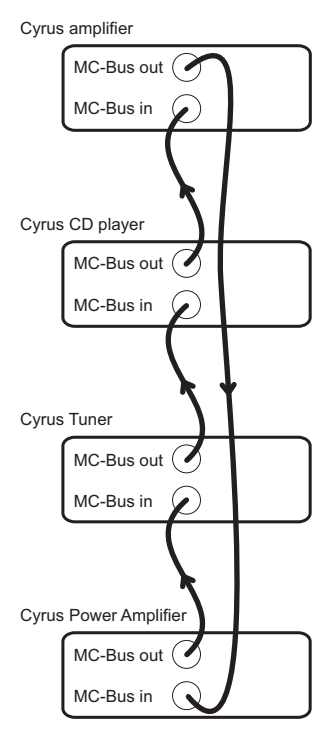 Cyrus amplifier
MC-Bus out
MC-Bus in
Cyrus CD player
MC-Bus out
MC-Bus in
Cyrus Tuner
MC-Bus out
MC-Bus in
Cyrus Power Amplifier
MC-Bus out
MC-Bus in